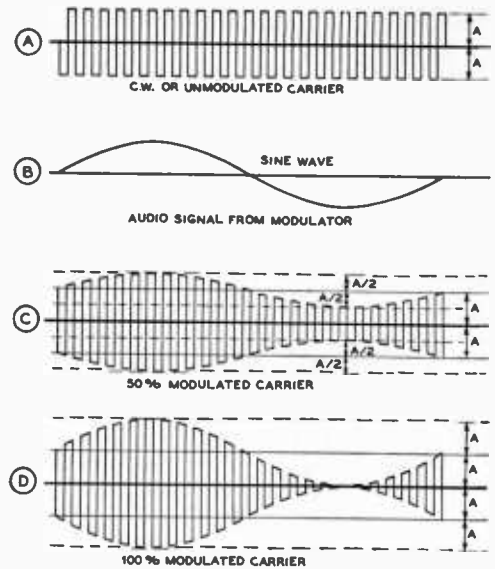 A
A
A
C.W. OR UNMODULATED CARRIER
B
SINE WAVE
AUDIO SIGNAL FROM MODULATOR
C
A/2
A/2
A
A
A/2
A/2
50% MODULATED CARRIER
D
A
A
A
A
100% MODULATED CARRIER